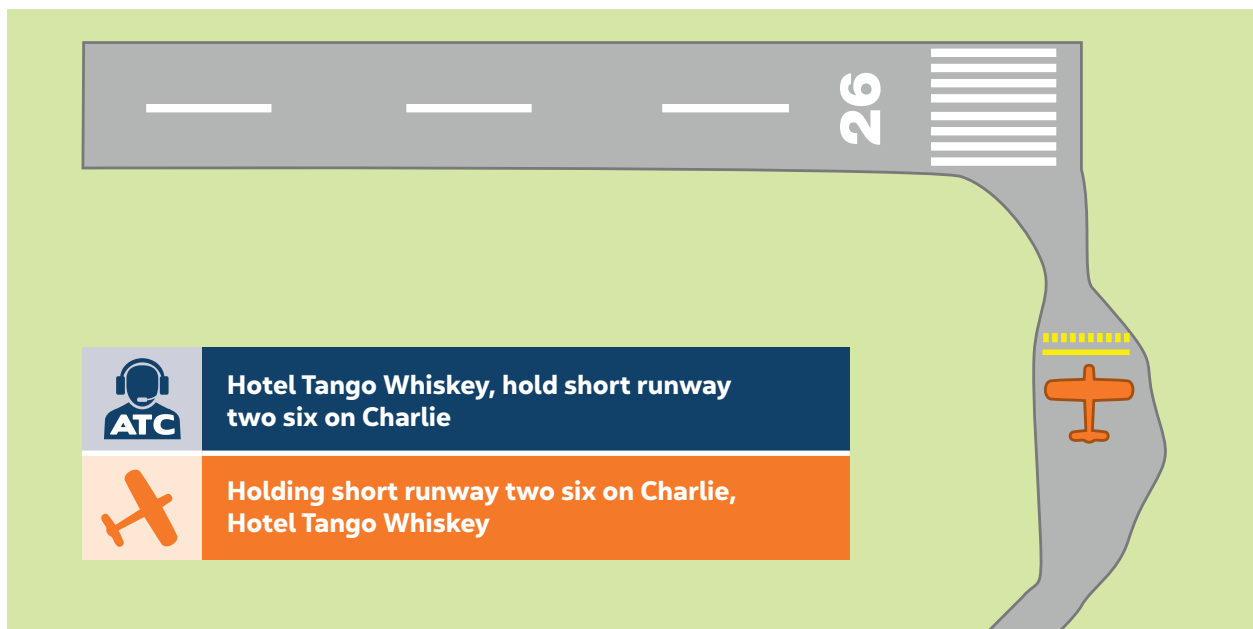 26
ATC
Hotel Tango Whiskey, hold short runway
two six on Charlie
Holding short runway two six on Charlie,
Hotel Tango Whiskey